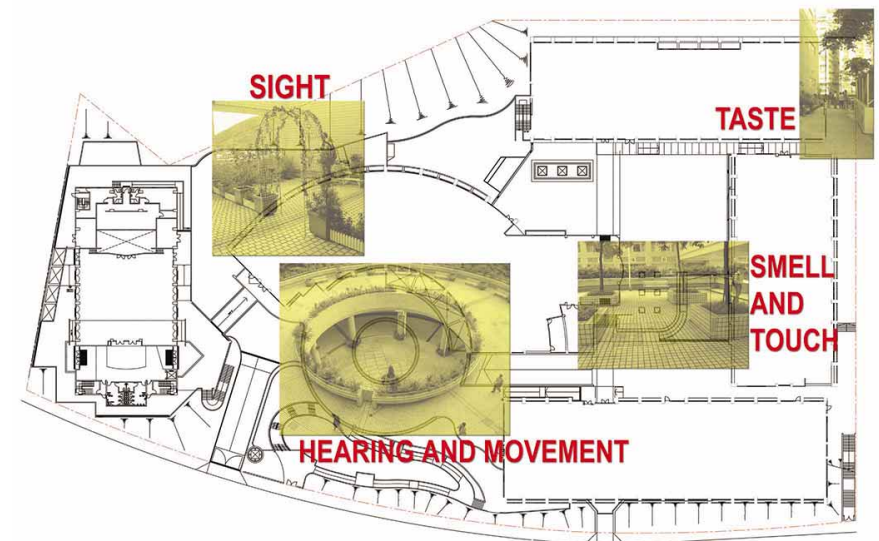 SIGHT
TASTE
SMELL
AND
TOUCH
HEARING AND MOVEMENT